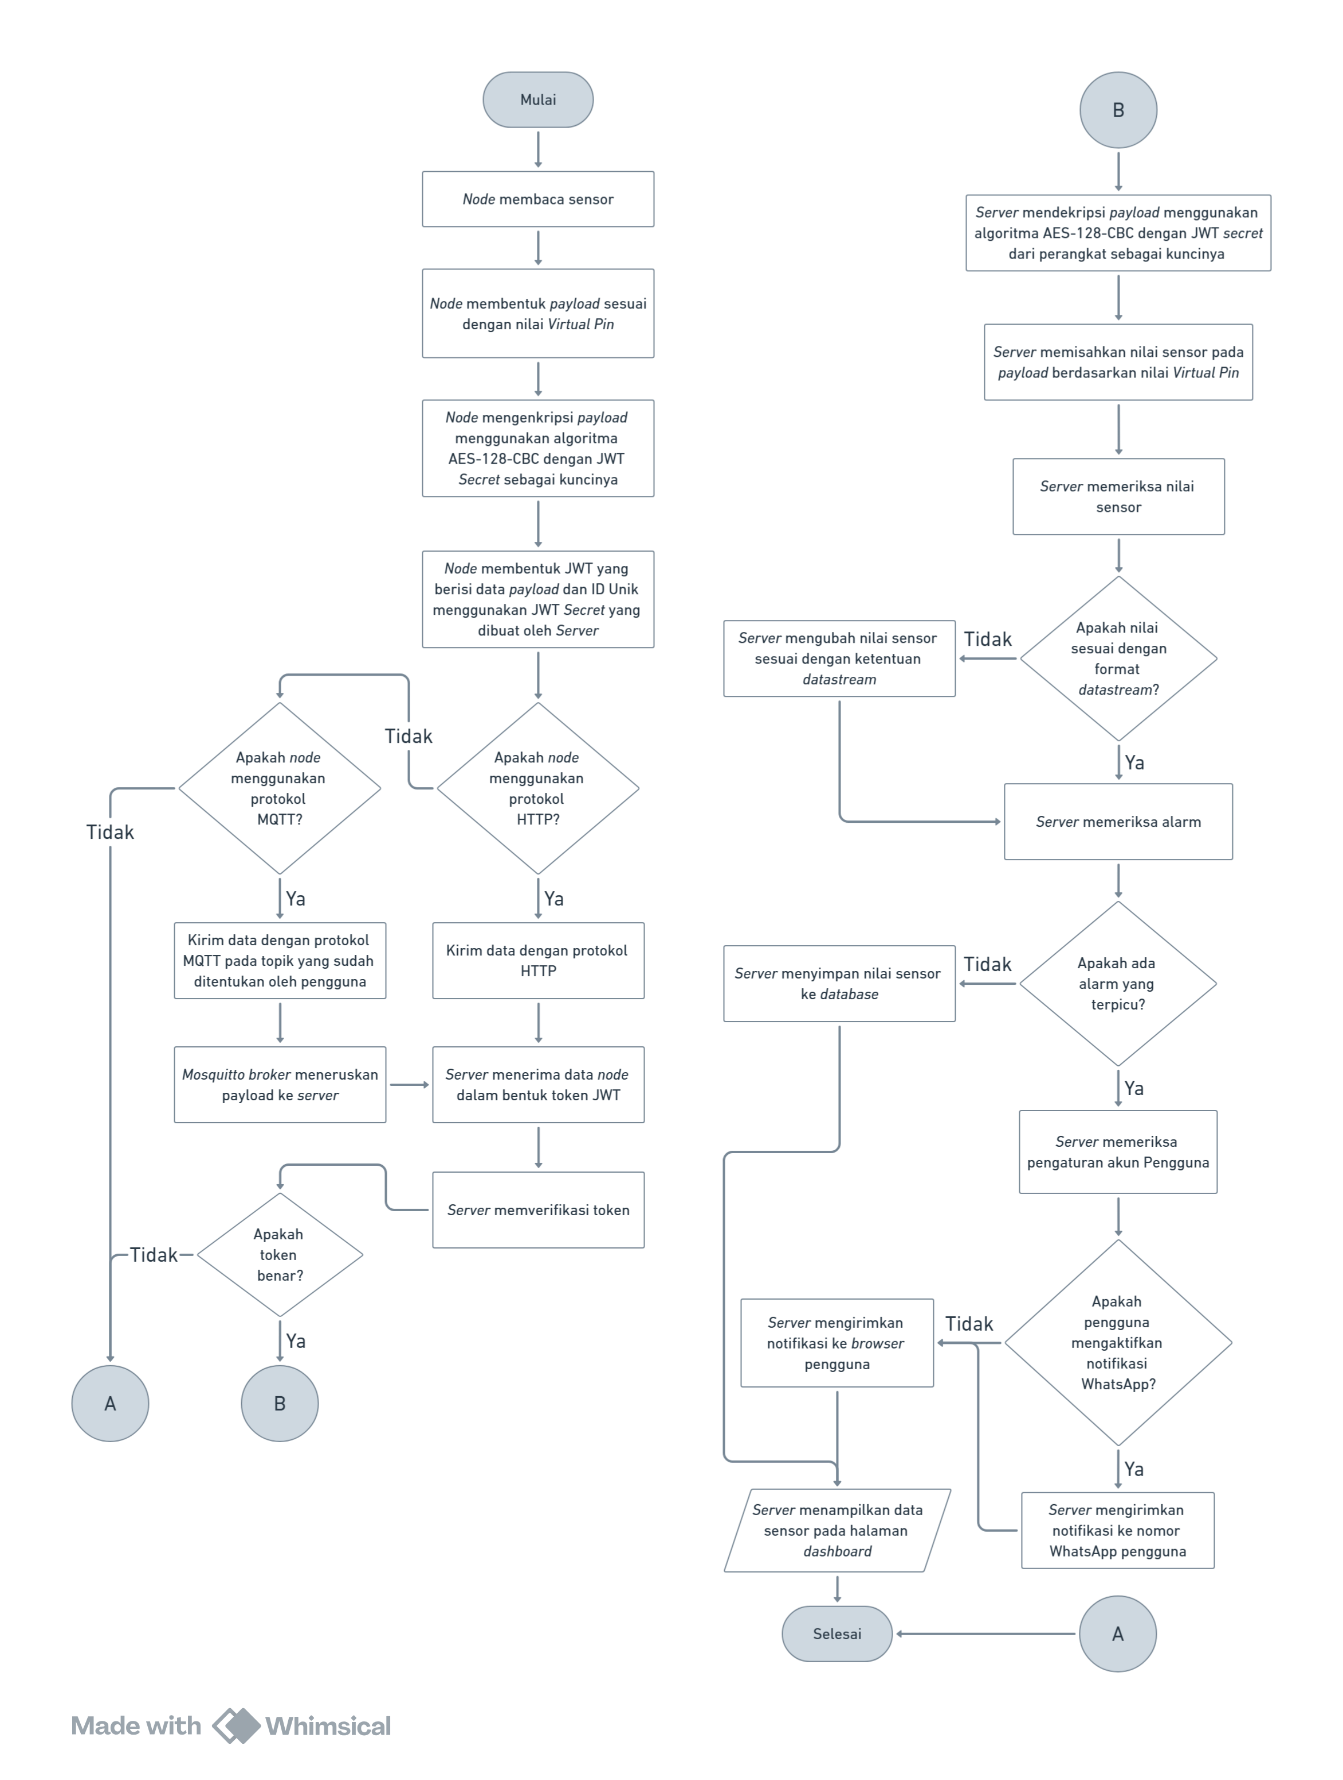 Mulai
Node membaca sensor
Node membentuk payload sesuai
dengan nilai Virtual Pin
Node mengenkripsi payload
menggunakan algoritma
AES-128-CBC dengan JWT
Secret sebagai kuncinya
Node membentuk JWT yang
berisi data payload dan ID Unik
menggunakan JWT Secret yang
dibuat oleh Server
Apakah node
menggunakan
protokol
HTTP?
Tidak
Apakah node
menggunakan
protokol
MQTT?
Tidak
Ya
Ya
Kirim data dengan protokol
MQTT pada topik yang sudah
ditentukan oleh pengguna
Kirim data dengan protokol
HTTP
Mosquitto broker meneruskan
payload ke server
Server menerima data node
dalam bentuk token JWT
Server memverifikasi token
Apakah
token
benar?
Tidak
Ya
A
B
B
Server mendekripsi payload menggunakan
algoritma AES-128-CBC dengan JWT secret
dari perangkat sebagai kuncinya
Server memisahkan nilai sensor pada
payload berdasarkan nilai Virtual Pin
Server memeriksa nilai
sensor
Apakah nilai
sesuai dengan
format
datastream?
Tidak
Server mengubah nilai sensor
sesuai dengan ketentuan
datastream
Ya
Server memeriksa alarm
Apakah ada
alarm yang
terpicu?
Tidak
Server menyimpan nilai sensor
ke database
Ya
Server memeriksa
pengaturan akun Pengguna
Apakah
pengguna
mengaktifkan
notifikasi
WhatsApp?
Tidak
Server mengirimkan
notifikasi ke browser
pengguna
Ya
Server mengirimkan
notifikasi ke nomor
WhatsApp pengguna
Server menampilkan data
sensor pada halaman
dashboard
Selesai
A
Made with Whimsical